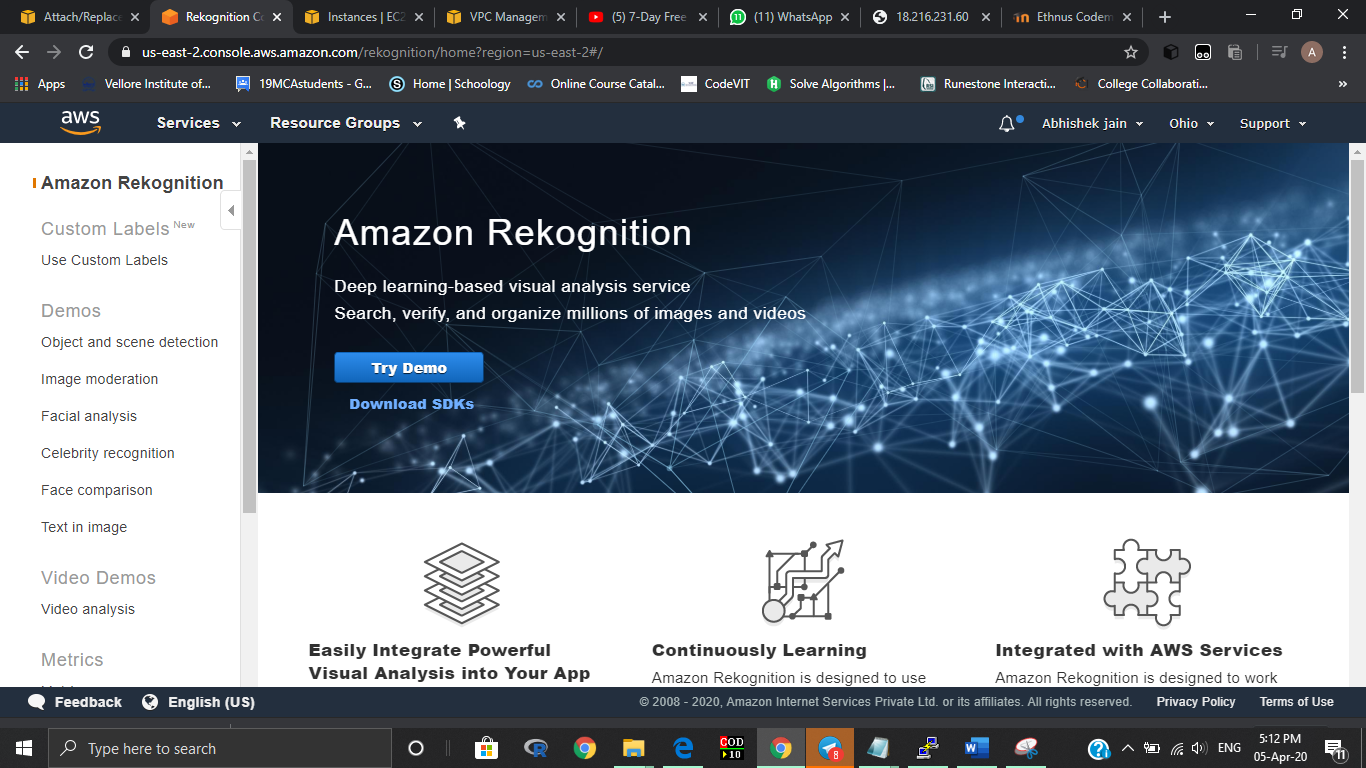 Attach/Replace
Rekognition Co
Instances | EC2
VPC Managem
(5) 7-Day Free
(11) WhatsApp
18.216.231.60
Ethnus Codem
us-east-2.console.aws.amazon.com/rekognition/home?region=us-east-2#/
A
Apps
Vellore Institute of...
19MCAstudents - G...
Home | Schoology
Online Course Catal...
CodeVIT
Solve Algorithms |...
Runestone Interacti...
College Collaborati...
»
aws
Services
Resource Groups
Abhishek jain
Ohio
Support
Amazon Rekognition
Custom Labels New
Use Custom Labels
Demos
Object and scene detection
Image moderation
Facial analysis
Celebrity recognition
Face comparison
Text in image
Video Demos
Video analysis
Metrics
Amazon Rekognition
Deep learning-based visual analysis service
Search, verify, and organize millions of images and videos
Try Demo
Download SDKs
Easily Integrate Powerful
Visual Analysis into Your App
Continuously Learning
Amazon Rekognition is designed to use
Integrated with AWS Services
Amazon Rekognition is designed to work
Feedback
English (US)
© 2008 - 2020, Amazon Internet Services Private Ltd. or its affiliates. All rights reserved.
Privacy Policy
Terms of Use
Type here to search
COD
10
8
ENG
5:12 PM
05-Apr-20
11